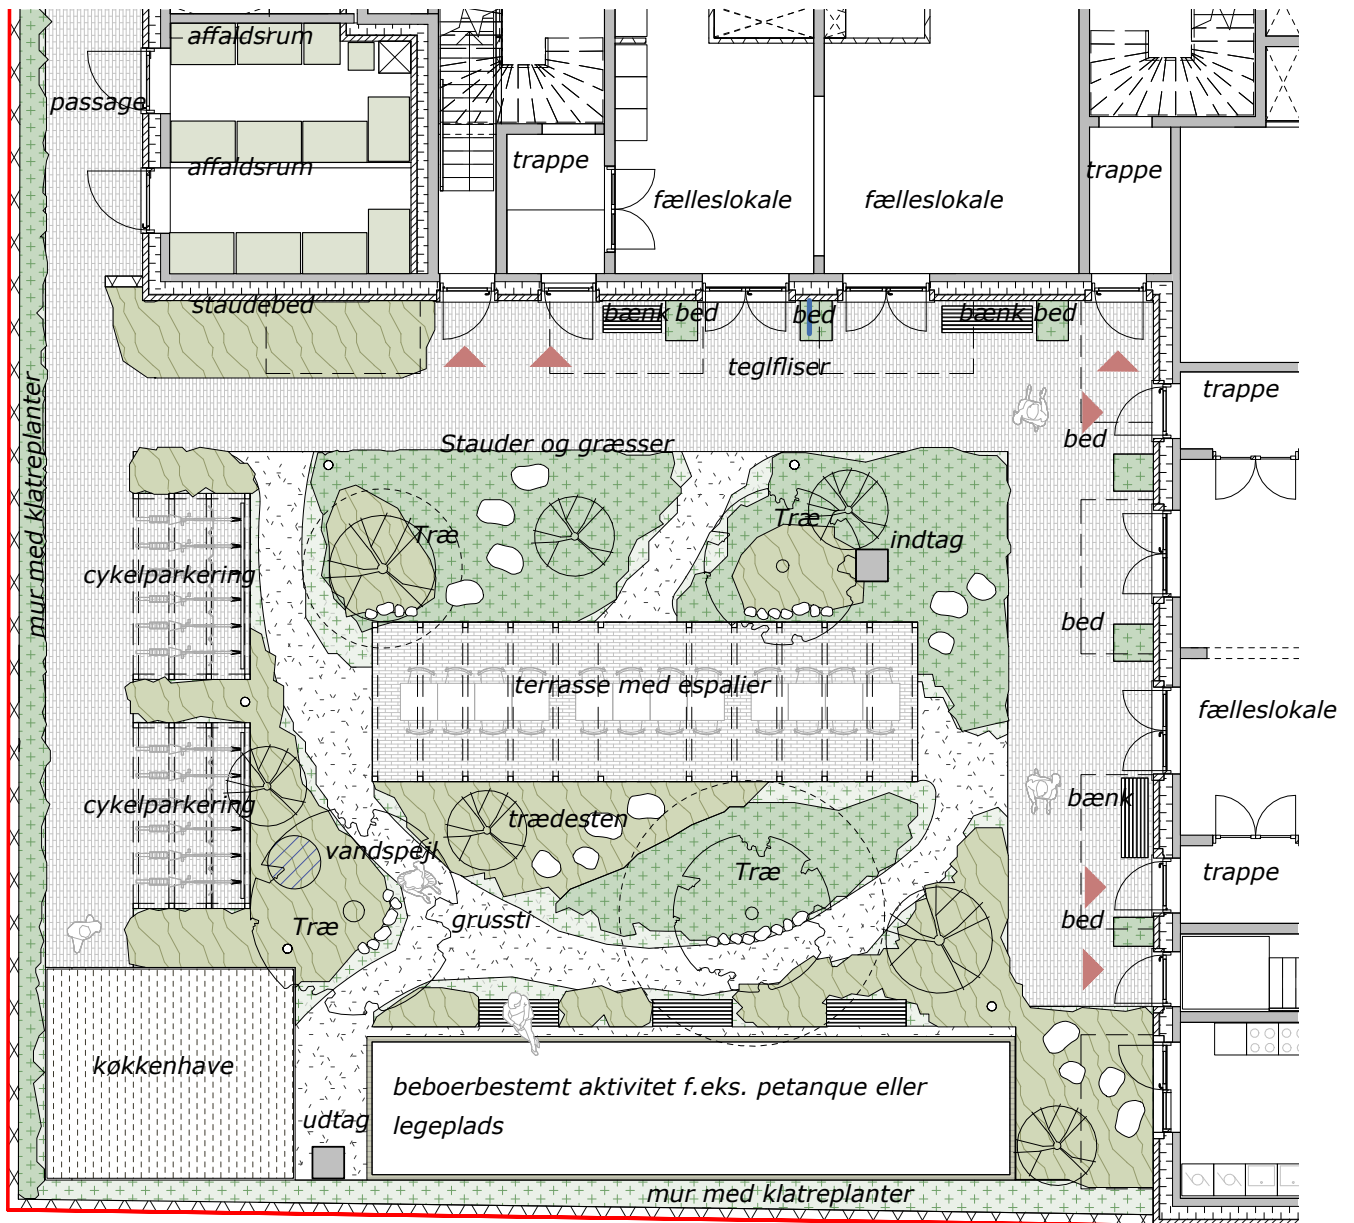 affaldsrum
passage
affaldsrum
trappe
trappe
fælleslokale
fælleslokale
staudebed
bænk bed
bed
bænk bed
teglfliser
trappe
mur med klatreplanter
Stauder og græsser
bed
Træ
Træ
indtag
cykelparkering
bed
terrasse med espalier
fælleslokale
cykelparkering
bænk
trædesten
vandspejl
Træ
trappe
Træ
grussti
bed
køkkenhave
beboerbestemt aktivitet f.eks. petanque eller
legeplads
udtag
mur med klatreplanter